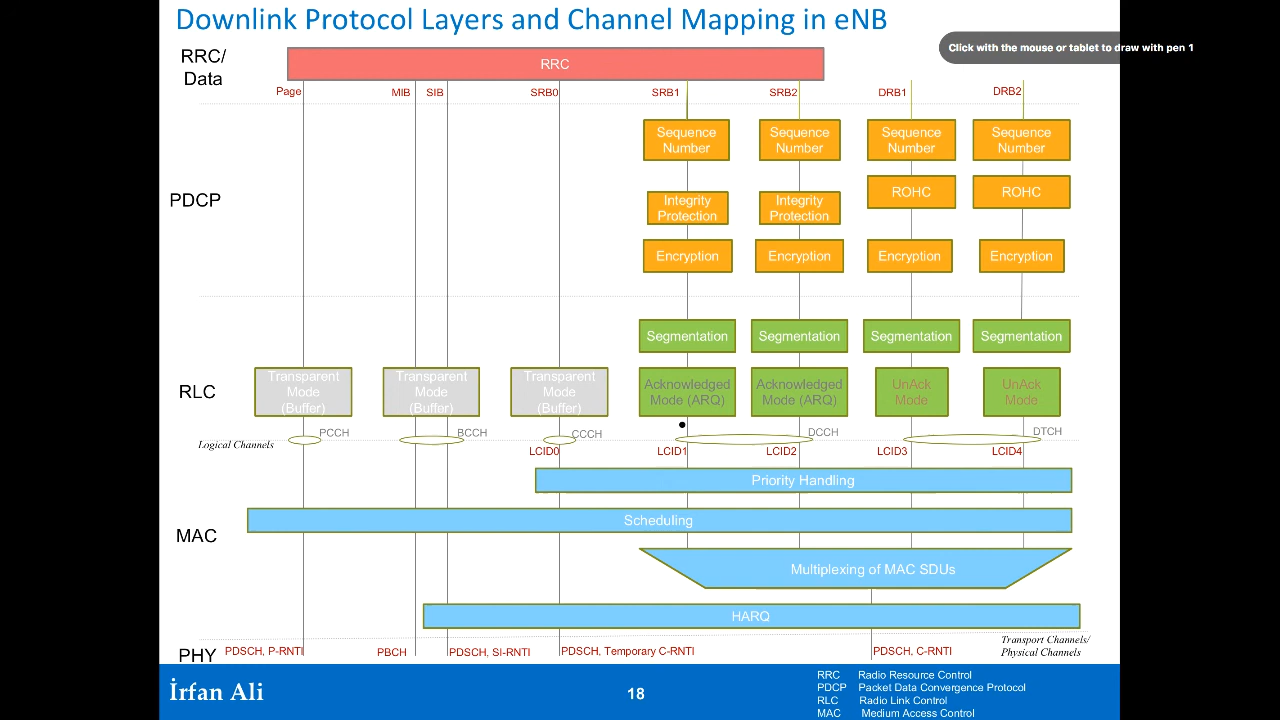 Downlink Protocol Layers and Channel Mapping in eNB
Click with the mouse or tablet to draw with pen 1
RRC/
Data
RRC
Page
MIB
SIB
SRB0
SRB1
SRB2
DRB1
DRB2
PDCP
Sequence
Number
Sequence
Number
Sequence
Number
Sequence
Number
Integrity
Protection
Integrity
Protection
ROHC
ROHC
Encryption
Encryption
Encryption
Encryption
RLC
Segmentation
Segmentation
Segmentation
Segmentation
Transparent
Mode
(Buffer)
Transparent
Mode
(Buffer)
Transparent
Mode
(Buffer)
Acknowledged
Mode (ARQ)
Acknowledged
Mode (ARQ)
UnAck
Mode
UnAck
Mode
Logical Channels
PCCH
BCCH
CCCH
DCCH
DTCH
LCID0
LCID1
LCID2
LCID3
LCID4
MAC
Priority Handling
Scheduling
Multiplexing of MAC SDUs
HARQ
Transport Channels/
Physical Channels
PHY
PDSCH, P-RNTI
PBCH
PDSCH, SI-RNTI
PDSCH, Temporary C-RNTI
PDSCH, C-RNTI
İrfan Ali
18
RRC Radio Resource Control
PDCP Packet Data Convergence Protocol
RLC Radio Link Control
MAC Medium Access Control